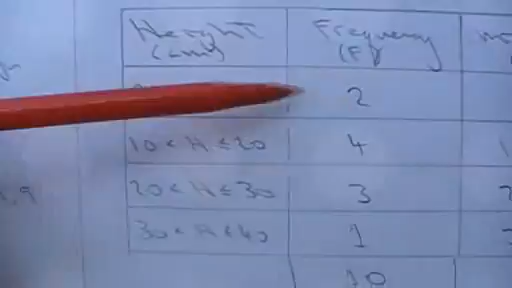 Height
(cm)
Frequency
(F)
2
10 < H ≤ 20
4
20 < H ≤ 30
3
30 < H ≤ 40
1
10